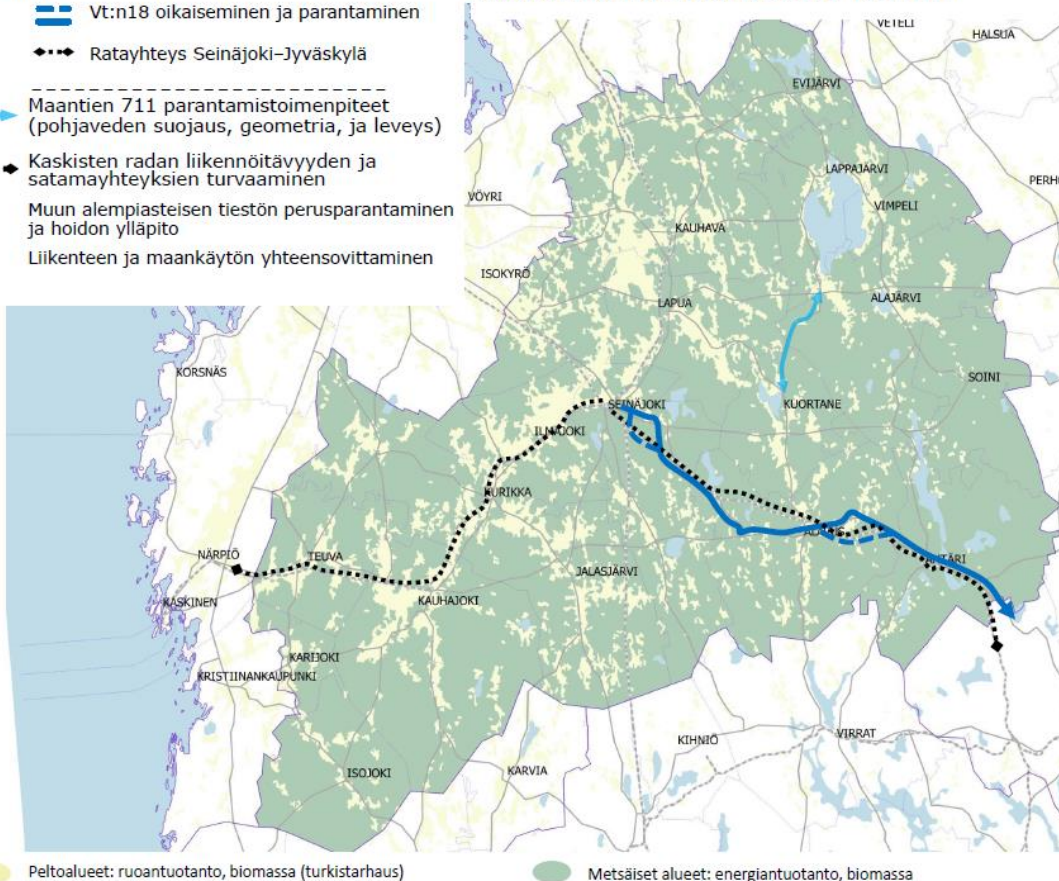 Vt:n18 oikaiseminen ja parantaminen
Ratayhteys Seinäjoki–Jyväskylä
Maantien 711 parantamistoimenpiteet
(pohjaveden suojaus, geometria, ja leveys)
Kaskisten radan liikennöitävyyden ja
satamayhteyksien turvaaminen
Muun alempiasteisen tiestön perusparantaminen
ja hoidon ylläpito
Liikenteen ja maankäytön yhteensovittaminen
VETELI
HALSUA
EVIJÄRVI
LAPPAJÄRVI
VIMPELI
VÖYRI
KAUHAVA
ISOKYRÖ
LAPUA
ALAJÄRVI
KORSNÄS
SOINI
SEINÄJOKI
KUORTANE
ILMAJOKI
KURIKKA
NÄRPIÖ
TEUVA
JALASJÄRVI
KASKINEN
KAUHAJOKI
KARIJOKI
KRISTIINANKAUPUNKI
KIHNIÖ
VIRRAT
ISOJOKI
KARVIA
Peltoalueet: ruoantuotanto, biomassa (turkistarhaus)
Metsäiset alueet: energiantuotanto, biomassa